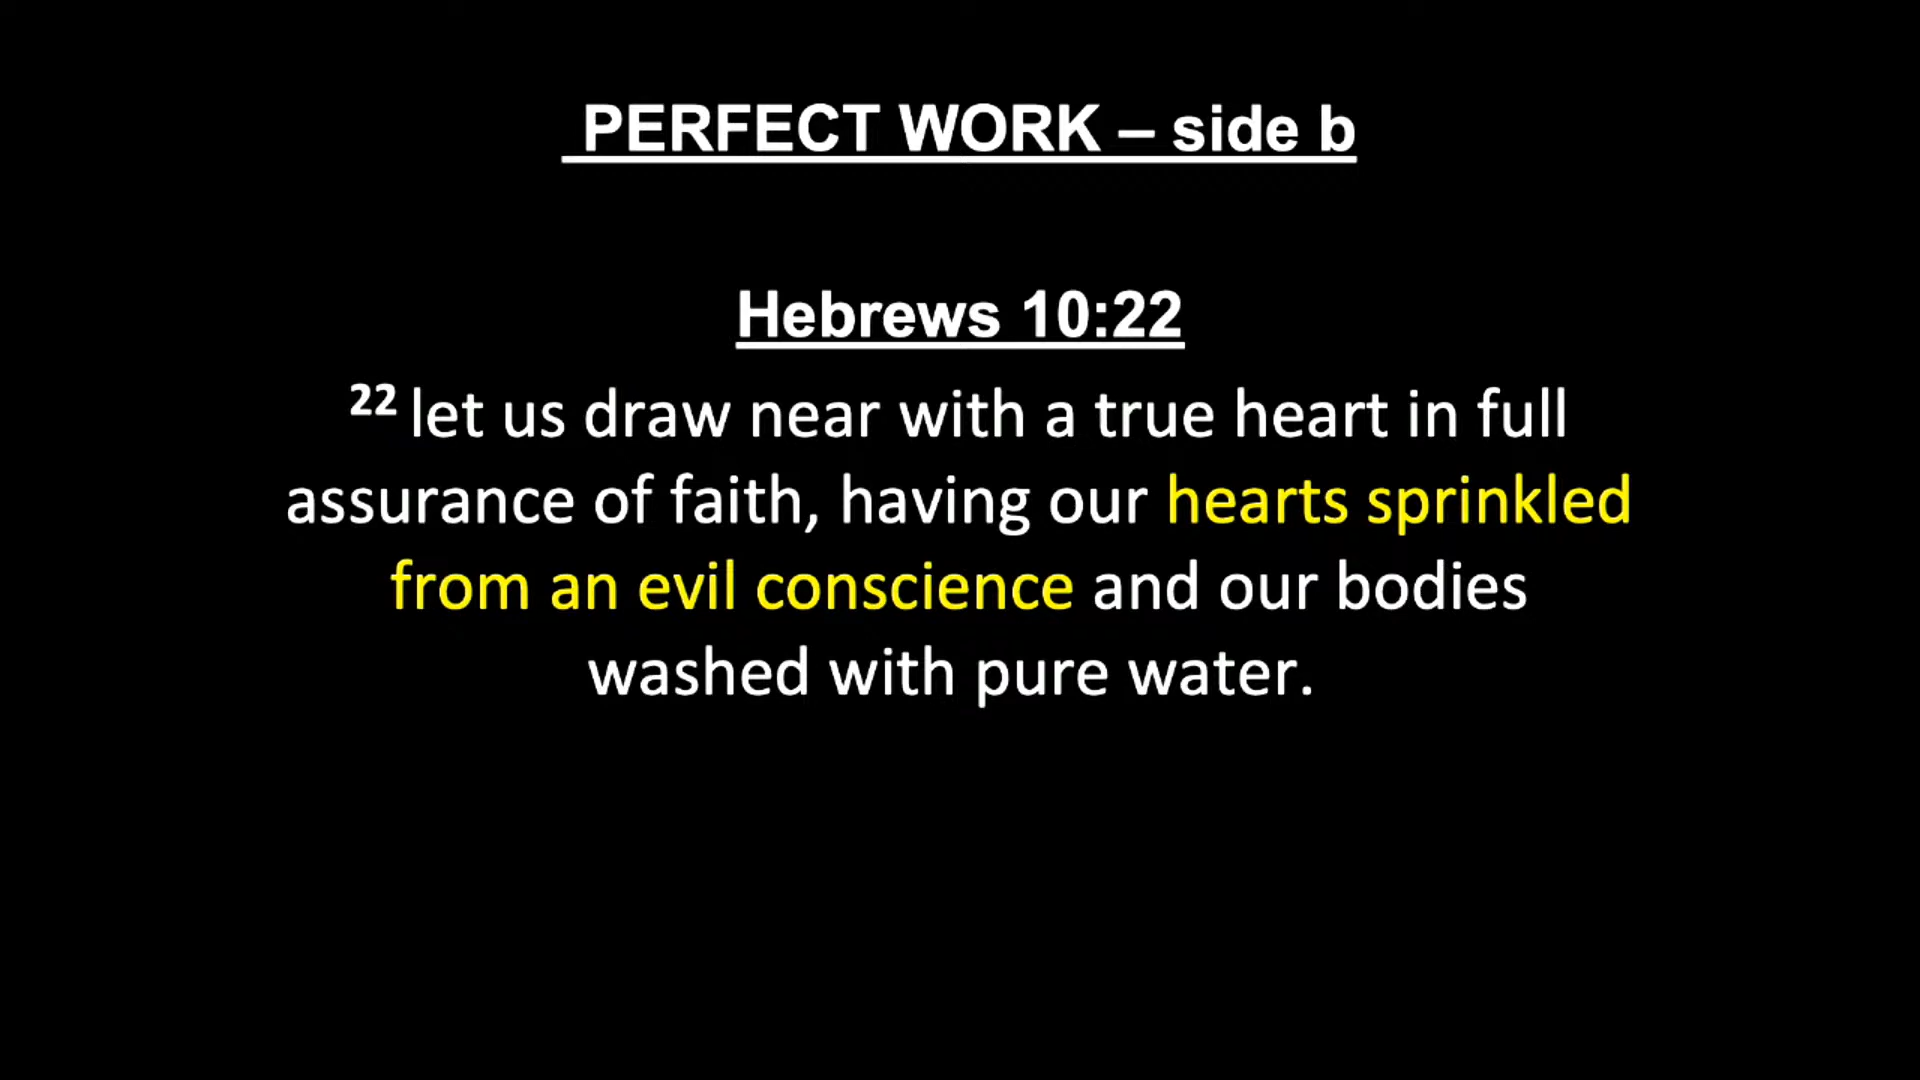 PERFECT WORK – side b
Hebrews 10:22
22 let us draw near with a true heart in full
assurance of faith, having our hearts sprinkled
from an evil conscience and our bodies
washed with pure water.